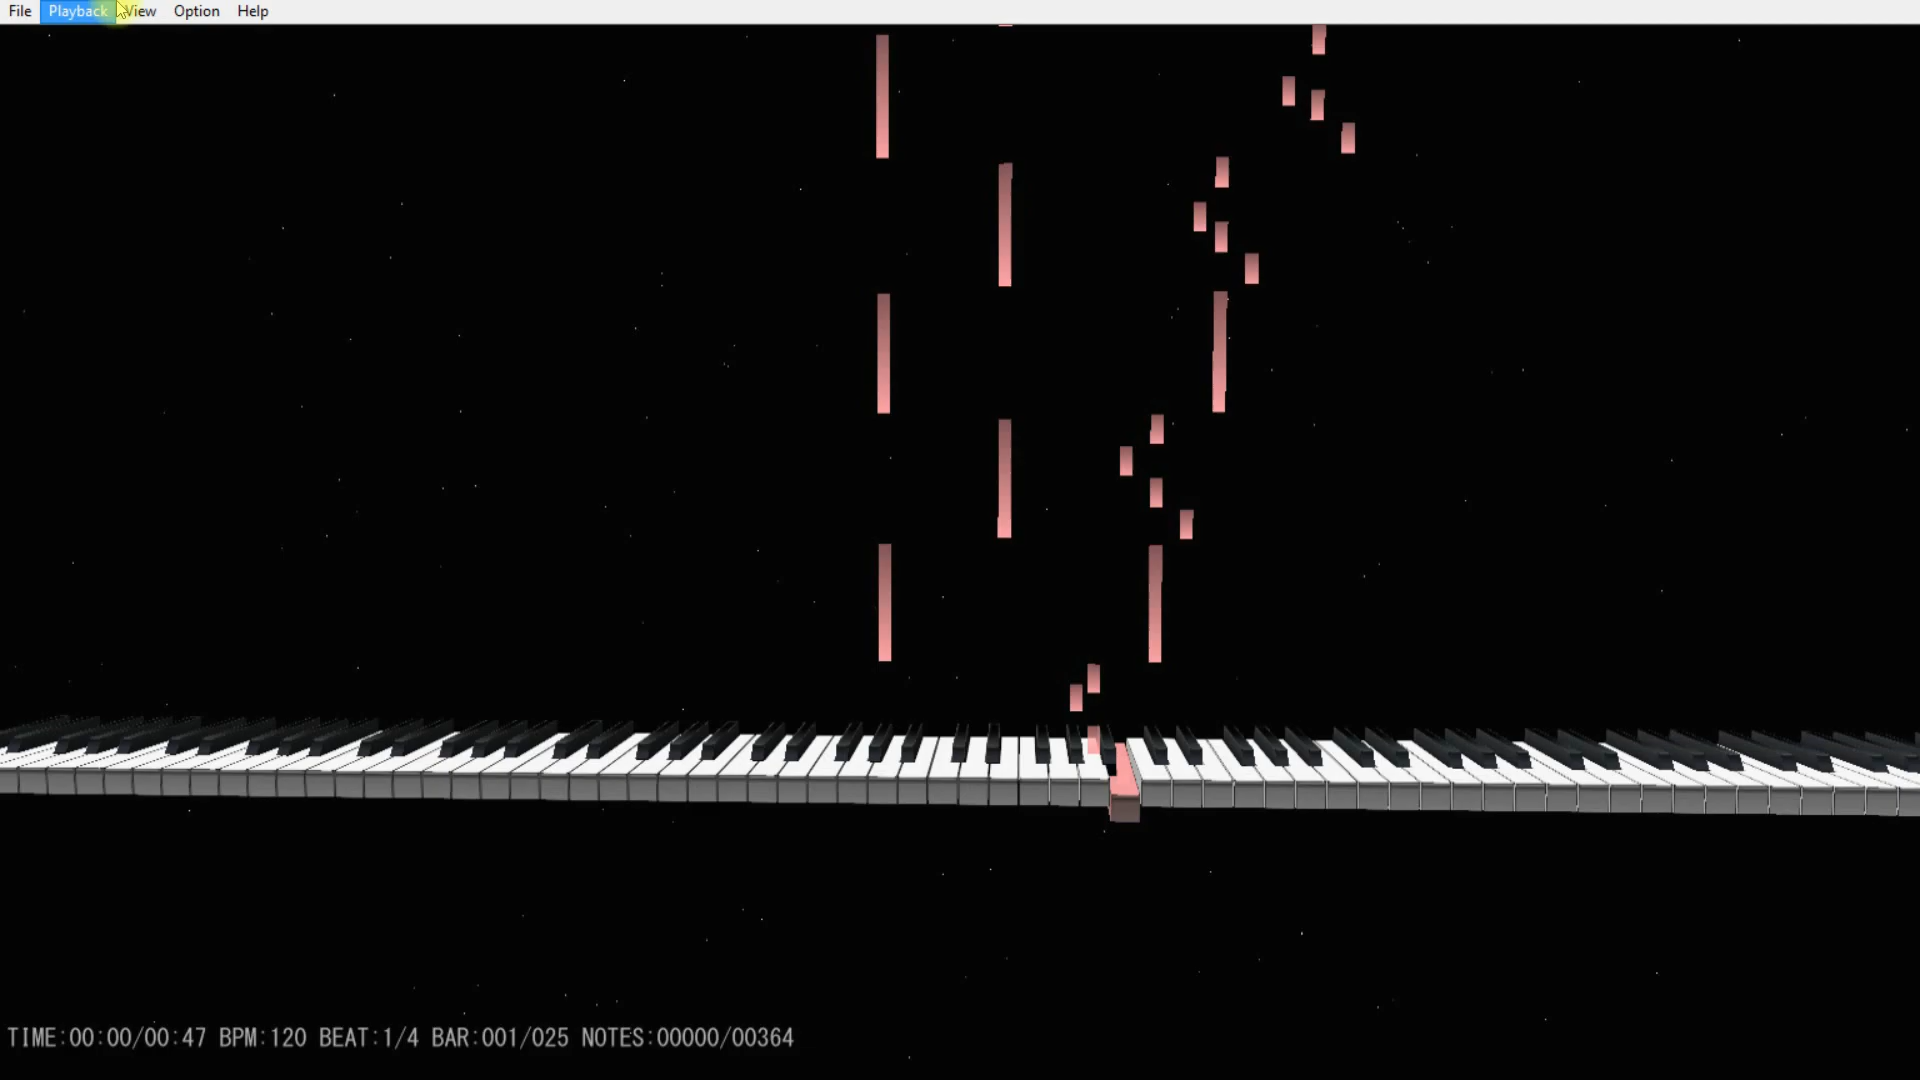 File Playback View Option Help
TIME:00:00/00:47 BPM:120 BEAT:1/4 BAR:001/025 NOTES:00000/00364